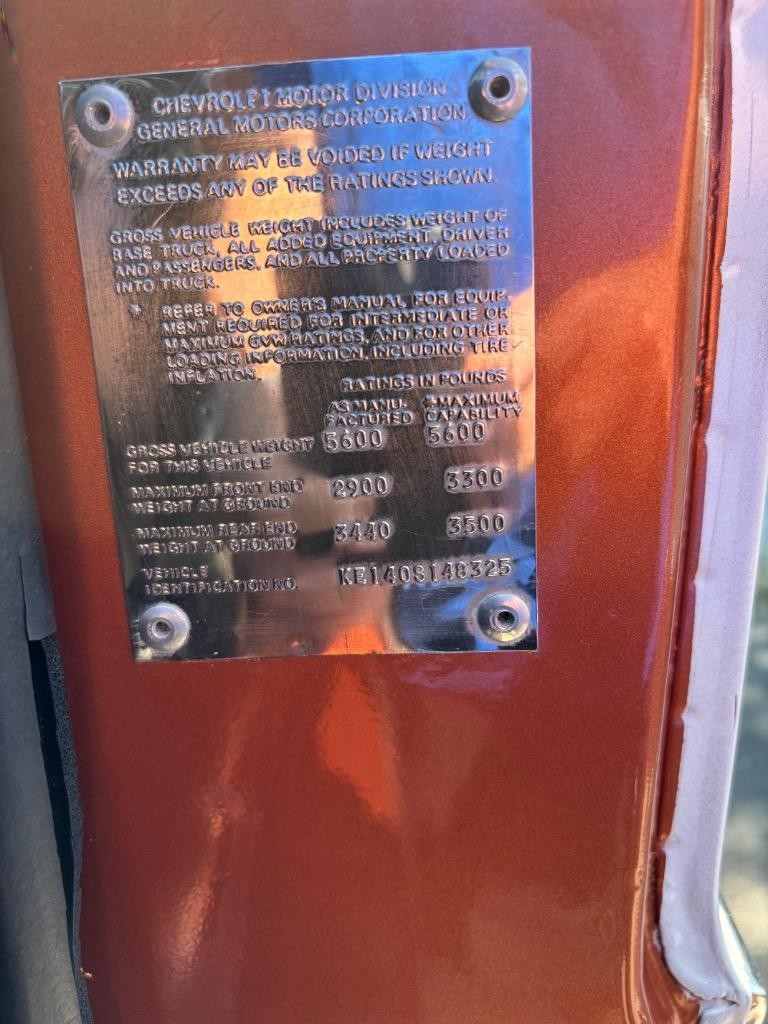 CHEVROLET MOTOR DIVISION
GENERAL MOTORS CORPORATION
WARRANTY MAY BE VOIDED IF WEIGHT
EXCEEDS ANY OF THE RATINGS SHOWN.
GROSS VEHICLE WEIGHT INCLUDES WEIGHT OF
BASE TRUCK, ALL ADDED EQUIPMENT, DRIVER
AND PASSENGERS, AND ALL PROPERTY LOADED
INTO TRUCK.
* REFER TO OWNER'S MANUAL FOR EQUIP-
MENT REQUIRED FOR INTERMEDIATE OR
MAXIMUM GVW RATINGS, AND FOR OTHER
LOADING INFORMATION, INCLUDING TIRE
INFLATION.
RATINGS IN POUNDS
AS MANU- *MAXIMUM
FACTURED CAPABILITY
GROSS VEHICLE WEIGHT 5600 5600
FOR THIS VEHICLE
MAXIMUM FRONT END 2900 3300
WEIGHT AT GROUND
MAXIMUM REAR END 3440 3500
WEIGHT AT GROUND
VEHICLE KE140S148325
IDENTIFICATION NO.